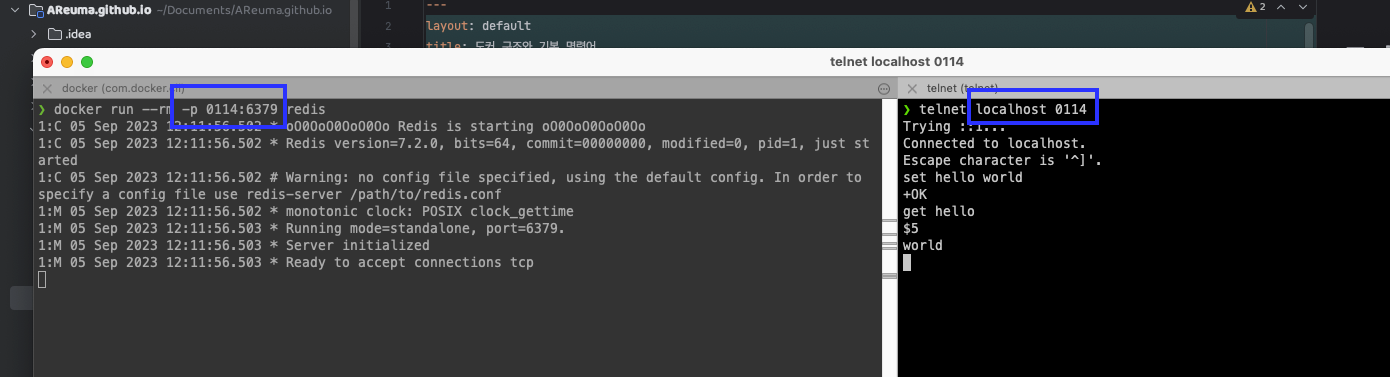 AReuma.github.io ~/Documents/AReuma.github.io
.idea
1 ---
2 layout: default
title: 도커 구조와 기본 명령어
2
telnet localhost 0114
docker (com.docker.cli)
❯ docker run --rm -p 0114:6379 redis
1:C 05 Sep 2023 12:11:56.502 * oO0OoO0OoO0Oo Redis is starting oO0OoO0OoO0Oo
1:C 05 Sep 2023 12:11:56.502 * Redis version=7.2.0, bits=64, commit=00000000, modified=0, pid=1, just st
arted
1:C 05 Sep 2023 12:11:56.502 # Warning: no config file specified, using the default config. In order to
specify a config file use redis-server /path/to/redis.conf
1:M 05 Sep 2023 12:11:56.502 * monotonic clock: POSIX clock_gettime
1:M 05 Sep 2023 12:11:56.503 * Running mode=standalone, port=6379.
1:M 05 Sep 2023 12:11:56.503 * Server initialized
1:M 05 Sep 2023 12:11:56.503 * Ready to accept connections tcp
telnet (telnet)
❯ telnet localhost 0114
Trying ::1...
Connected to localhost.
Escape character is '^]'.
set hello world
+OK
get hello
$5
world